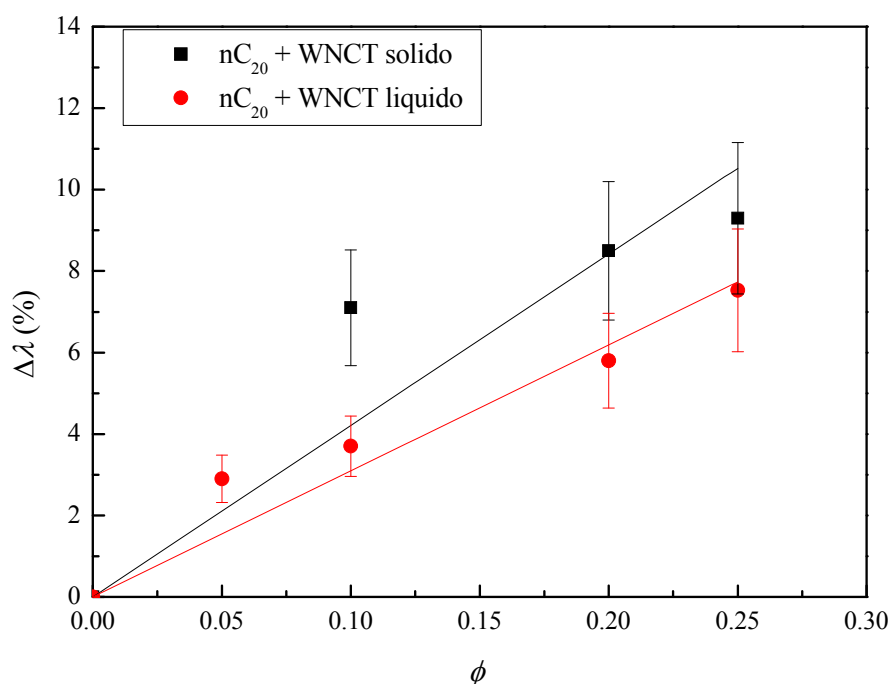 14
12
10
8
6
4
2
0
Δλ (%)
nC₂₀ + WNCT solido
nC₂₀ + WNCT liquido
0.00 0.05 0.10 0.15 0.20 0.25 0.30
ϕ